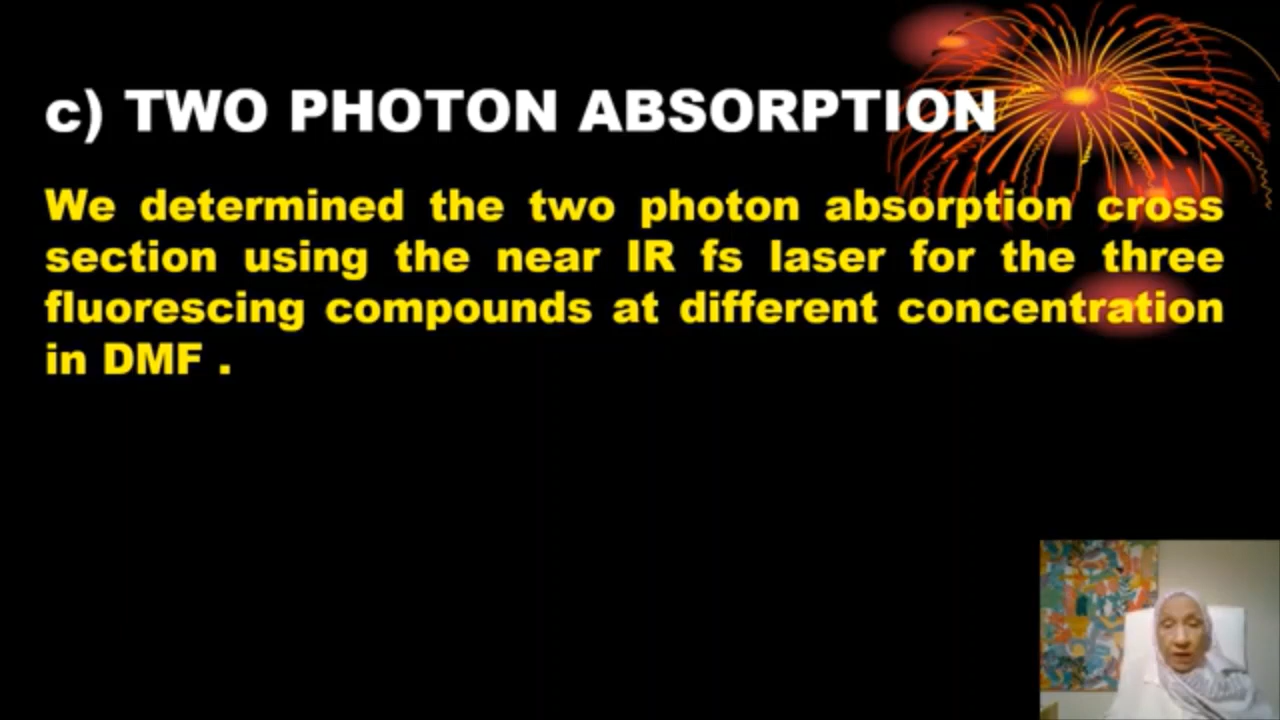 c) TWO PHOTON ABSORPTION
We determined the two photon absorption cross
section using the near IR fs laser for the three
fluorescing compounds at different concentration
in DMF .